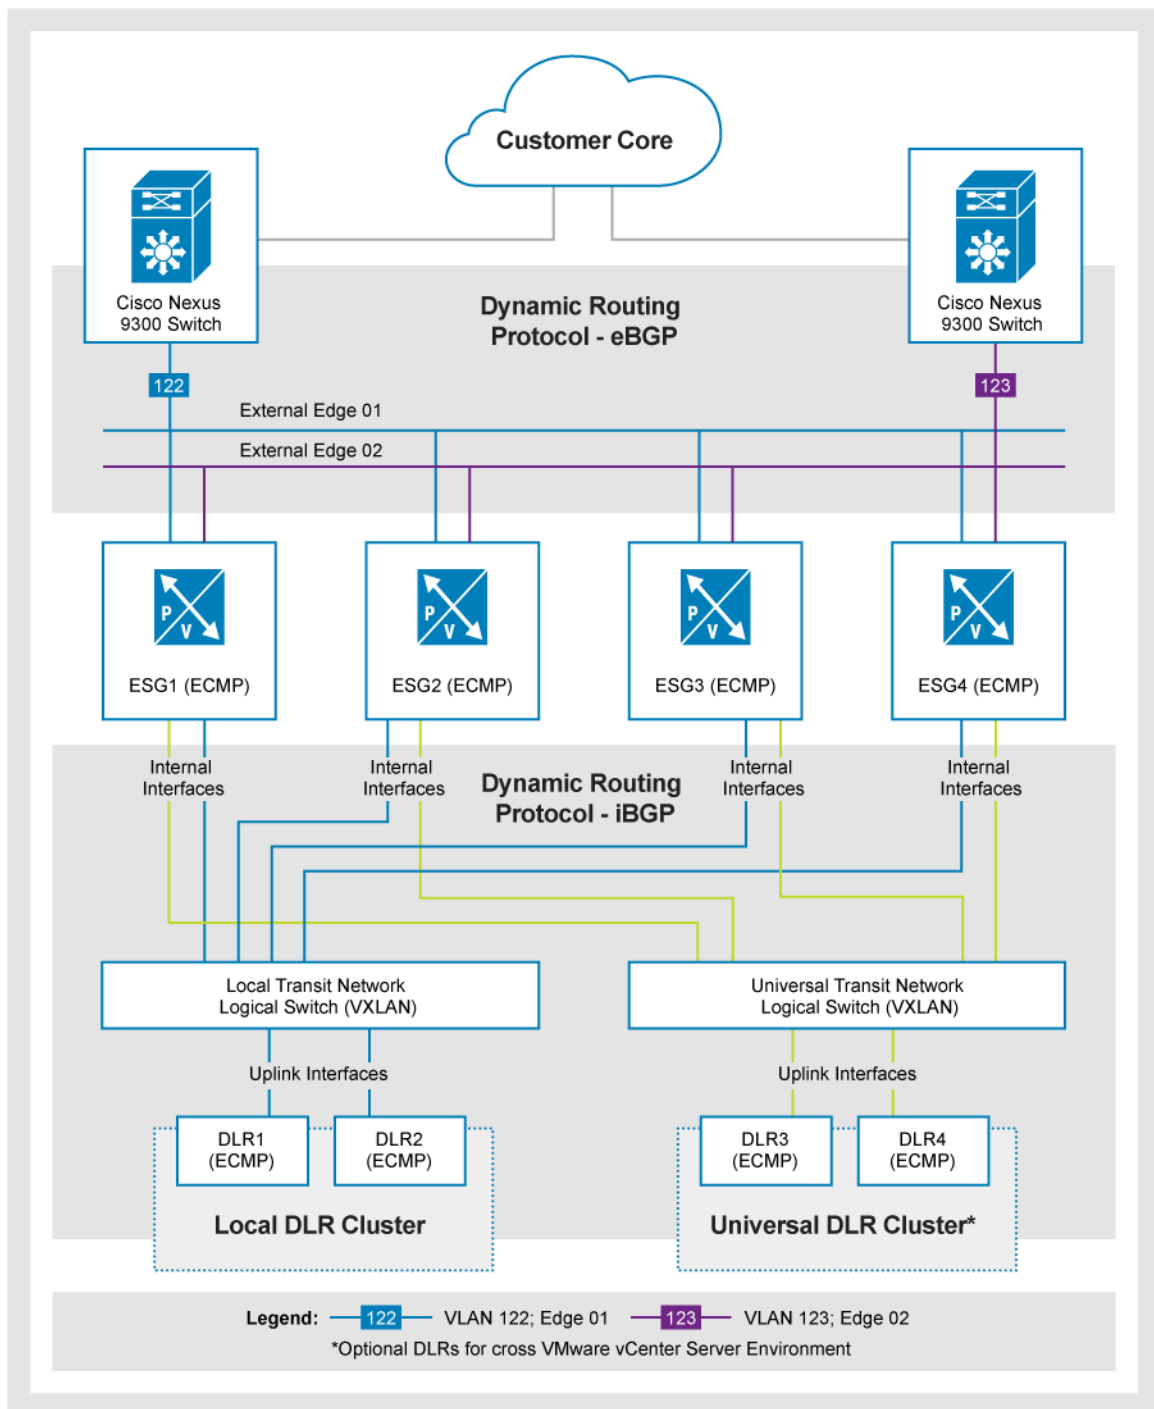 Customer Core
Cisco Nexus
9300 Switch
Cisco Nexus
9300 Switch
Dynamic Routing
Protocol - eBGP
122
123
External Edge 01
External Edge 02
P
V
ESG1 (ECMP)
P
V
ESG2 (ECMP)
P
V
ESG3 (ECMP)
P
V
ESG4 (ECMP)
Internal
Interfaces
Internal
Interfaces
Dynamic Routing
Protocol - iBGP
Internal
Interfaces
Internal
Interfaces
Local Transit Network
Logical Switch (VXLAN)
Universal Transit Network
Logical Switch (VXLAN)
Uplink Interfaces
Uplink Interfaces
DLR1
(ECMP)
DLR2
(ECMP)
DLR3
(ECMP)
DLR4
(ECMP)
Local DLR Cluster
Universal DLR Cluster*
Legend: 122 VLAN 122; Edge 01 123 VLAN 123; Edge 02
*Optional DLRs for cross VMware vCenter Server Environment